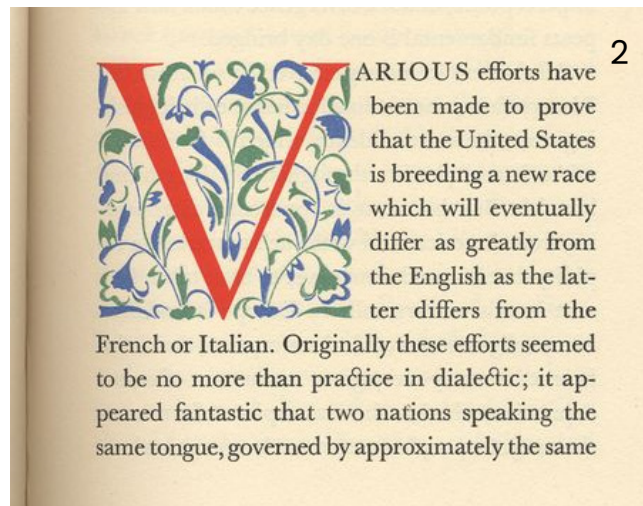 VARIOUS efforts have
been made to prove
that the United States
is breeding a new race
which will eventually
differ as greatly from
the English as the lat-
ter differs from the
French or Italian. Originally these efforts seemed
to be no more than practice in dialectic; it ap-
peared fantastic that two nations speaking the
same tongue, governed by approximately the same
2